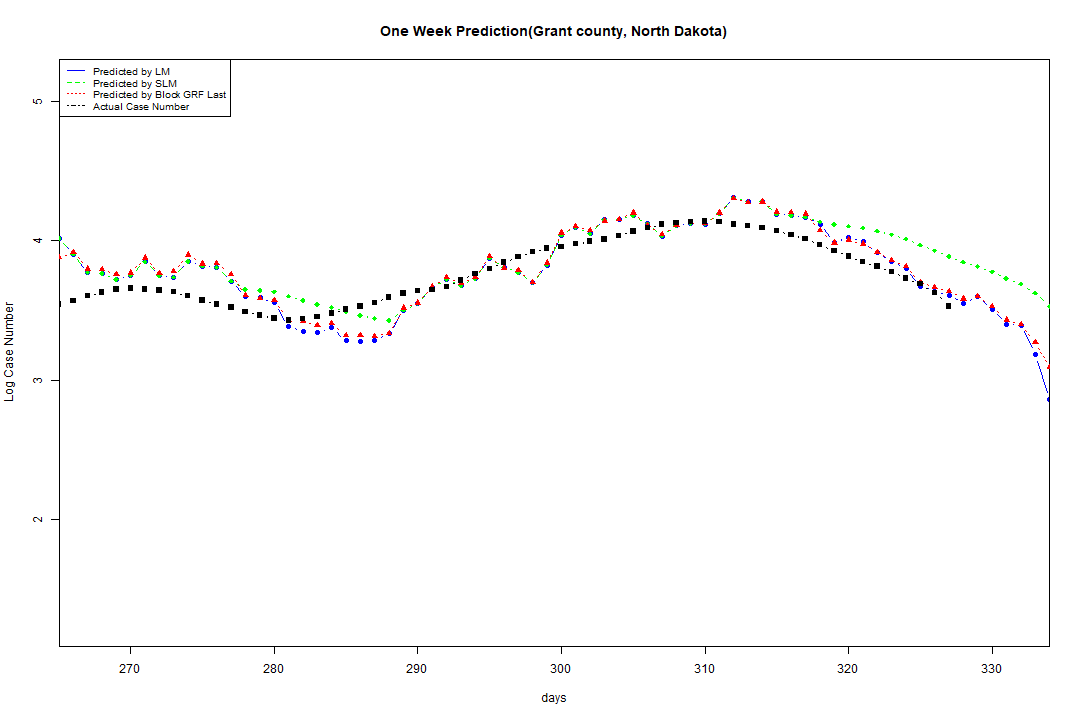 One Week Prediction(Grant county, North Dakota)
Predicted by LM
Predicted by SLM
Predicted by Block GRF Last
Actual Case Number
5
4
3
2
Log Case Number
270 280 290 300 310 320 330
days